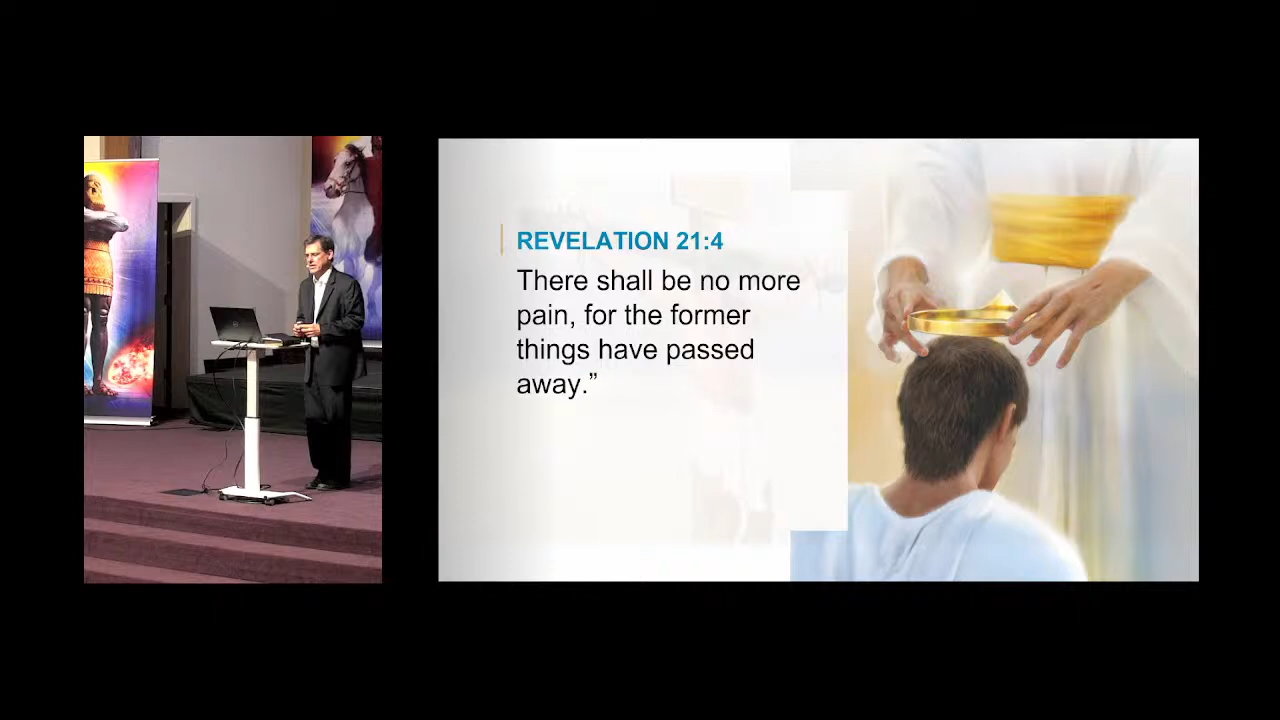 REVELATION 21:4
There shall be no more
pain, for the former
things have passed
away.”